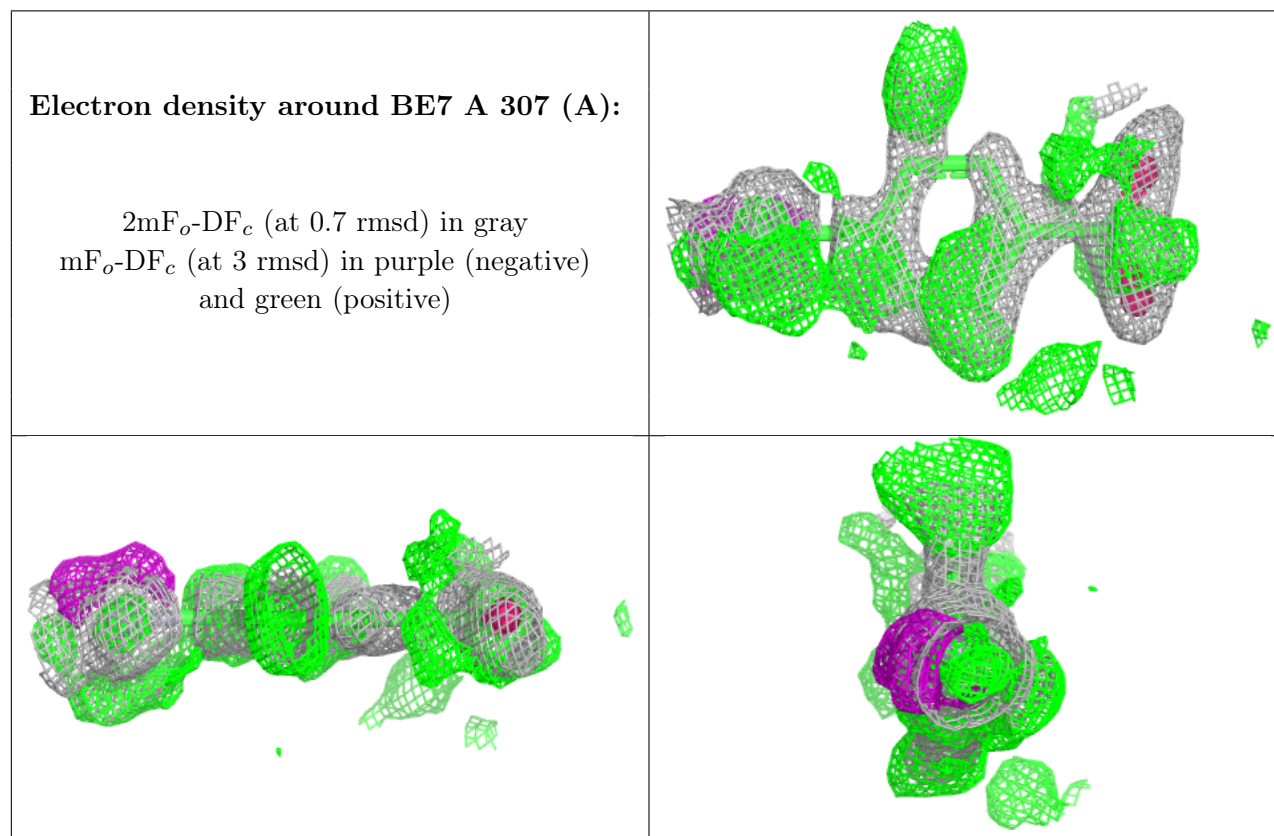 Electron density around BE7 A 307 (A):
2mFo-DFc (at 0.7 rmsd) in gray
mFo-DFc (at 3 rmsd) in purple (negative)
and green (positive)